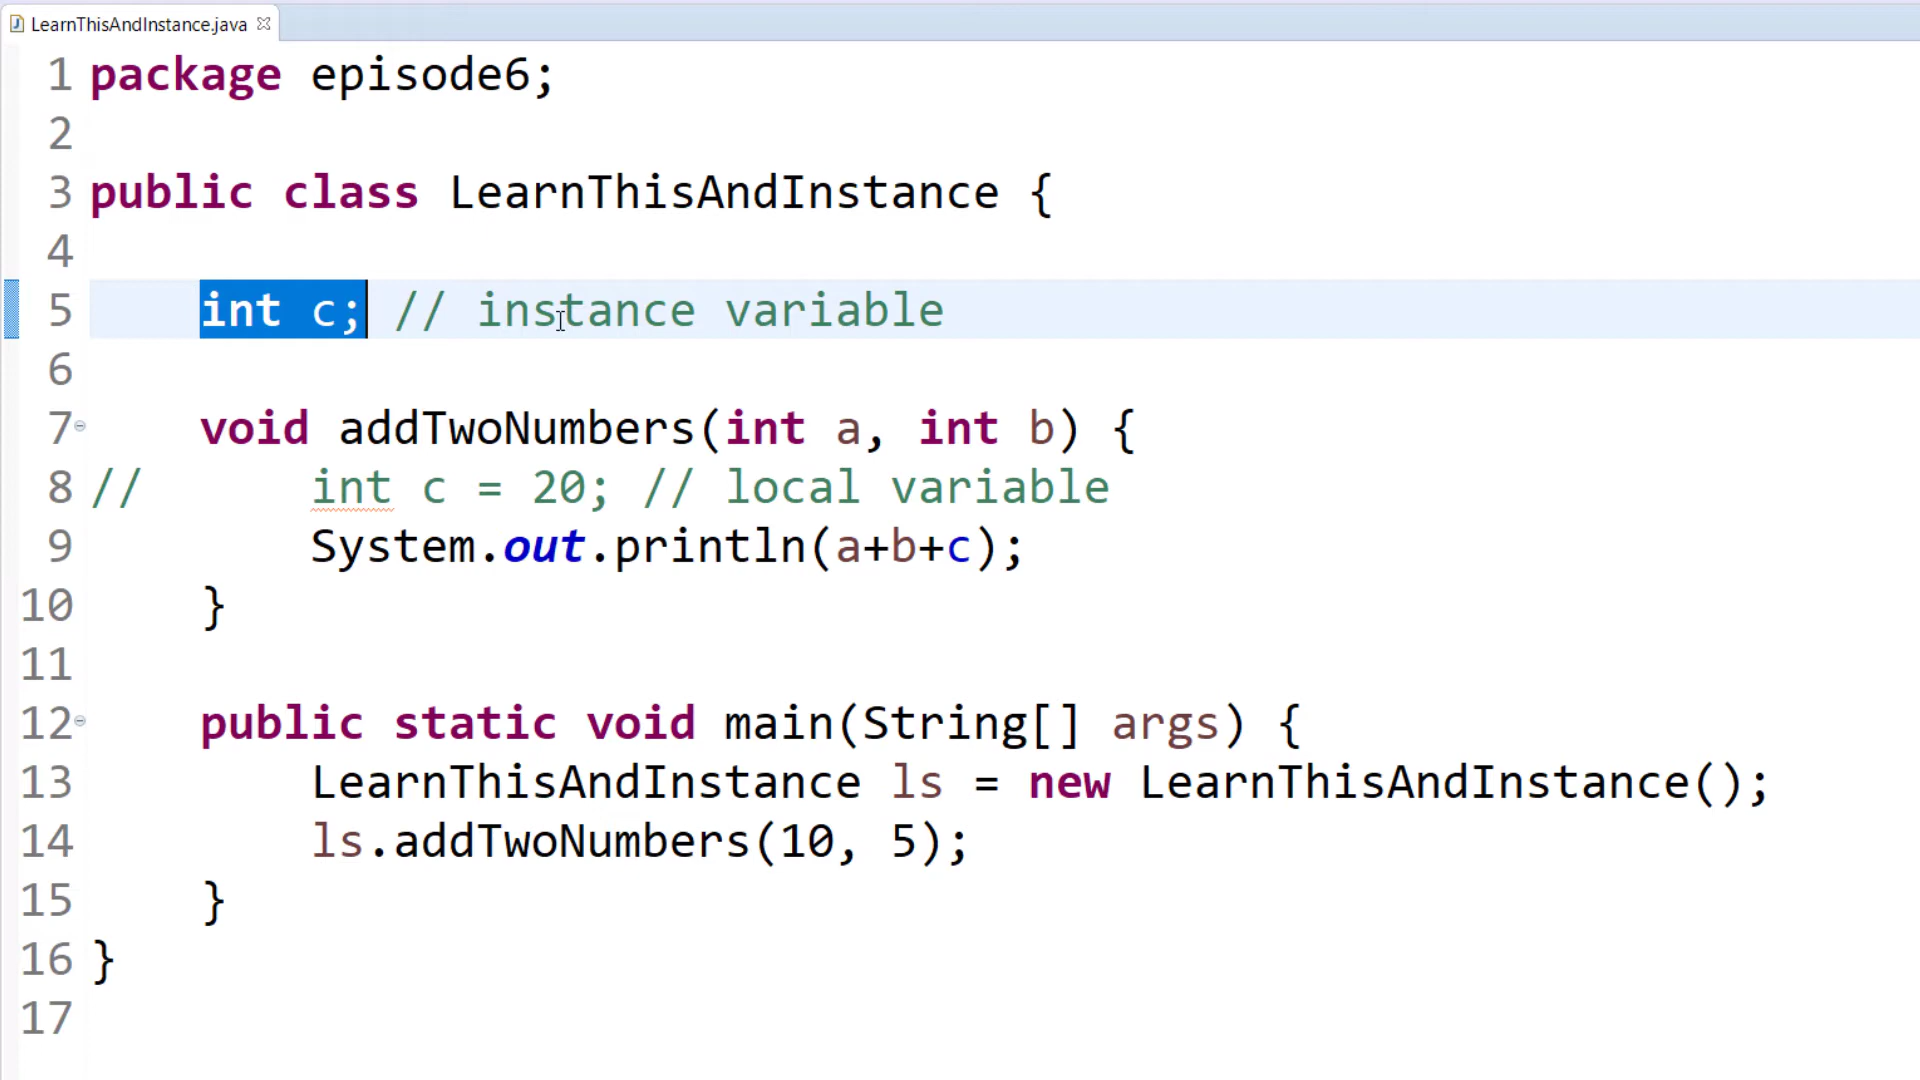 LearnThisAndInstance.java
1 package episode6;
2
3 public class LearnThisAndInstance {
4
5 int c; // instance variable
6
7 void addTwoNumbers(int a, int b) {
8 // int c = 20; // local variable
9 System.out.println(a+b+c);
10 }
11
12 public static void main(String[] args) {
13 LearnThisAndInstance ls = new LearnThisAndInstance();
14 ls.addTwoNumbers(10, 5);
15 }
16 }
17